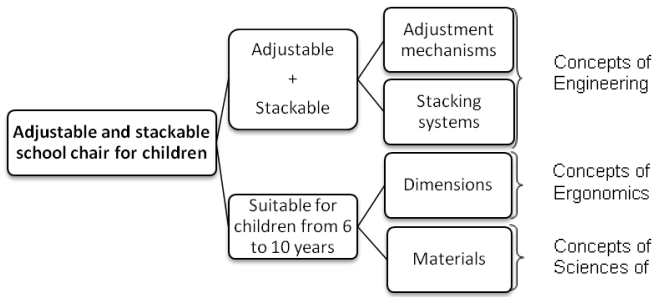 Adjustable and stackable
school chair for children
Adjustable
+
Stackable
Suitable for
children from 6
to 10 years
Adjustment
mechanisms
Stacking
systems
Dimensions
Materials
Concepts of
Engineering
Concepts of
Ergonomics
Concepts of
Sciences of